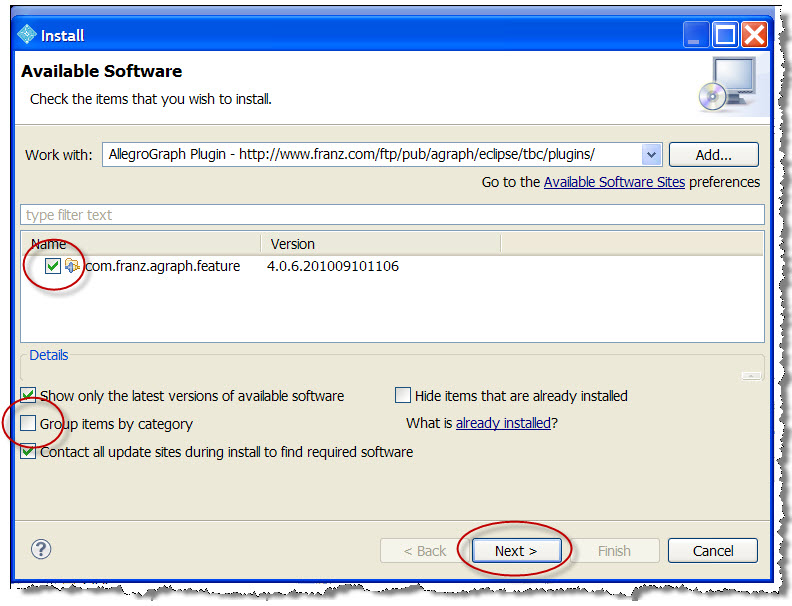 Install
Available Software
Check the items that you wish to install.
Work with: AllegroGraph Plugin - http://www.franz.com/ftp/pub/agraph/eclipse/tbc/plugins/ Add...
Go to the Available Software Sites preferences
type filter text
Name Version
com.franz.agraph.feature 4.0.6.201009101106
Details
Show only the latest versions of available software Hide items that are already installed
Group items by category What is already installed?
Contact all update sites during install to find required software
? < Back Next > Finish Cancel